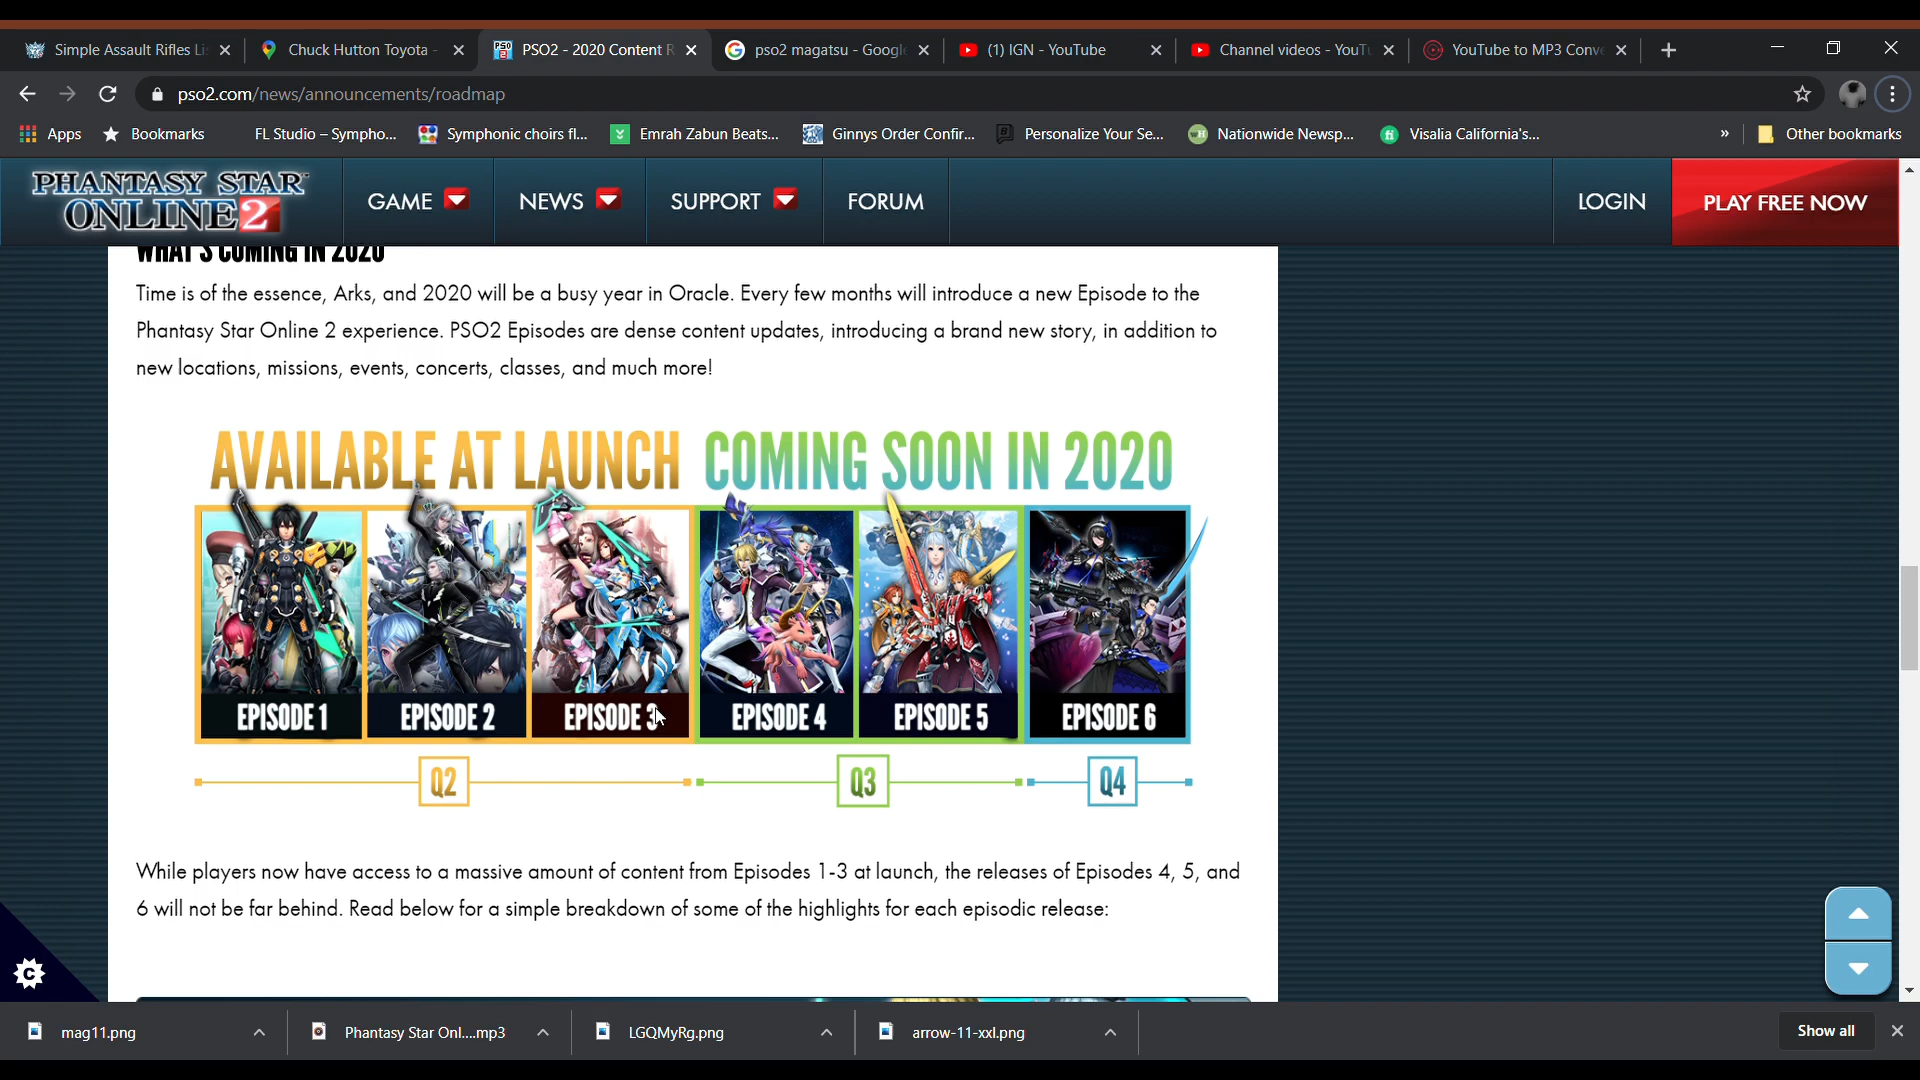 Simple Assault Rifles Li
Chuck Hutton Toyota -
PSO2 - 2020 Content R
pso2 magatsu - Google
(1) IGN - YouTube
Channel videos - YouTu
YouTube to MP3 Conve
pso2.com/news/announcements/roadmap
Apps
Bookmarks
FL Studio – Sympho...
Symphonic choirs fl...
Emrah Zabun Beats...
Ginnys Order Confir...
Personalize Your Se...
Nationwide Newsp...
Visalia California's...
»
Other bookmarks
PHANTASY STAR
ONLINE 2
GAME
NEWS
SUPPORT
FORUM
LOGIN
PLAY FREE NOW
WHAT'S COMING IN 2020
Time is of the essence, Arks, and 2020 will be a busy year in Oracle. Every few months will introduce a new Episode to the
Phantasy Star Online 2 experience. PSO2 Episodes are dense content updates, introducing a brand new story, in addition to
new locations, missions, events, concerts, classes, and much more!
AVAILABLE AT LAUNCH COMING SOON IN 2020
EPISODE 1
EPISODE 2
EPISODE 3
EPISODE 4
EPISODE 5
EPISODE 6
Q2
Q3
Q4
While players now have access to a massive amount of content from Episodes 1-3 at launch, the releases of Episodes 4, 5, and
6 will not be far behind. Read below for a simple breakdown of some of the highlights for each episodic release:
C
mag11.png
Phantasy Star Onl....mp3
LGQMyRg.png
arrow-11-xxl.png
Show all